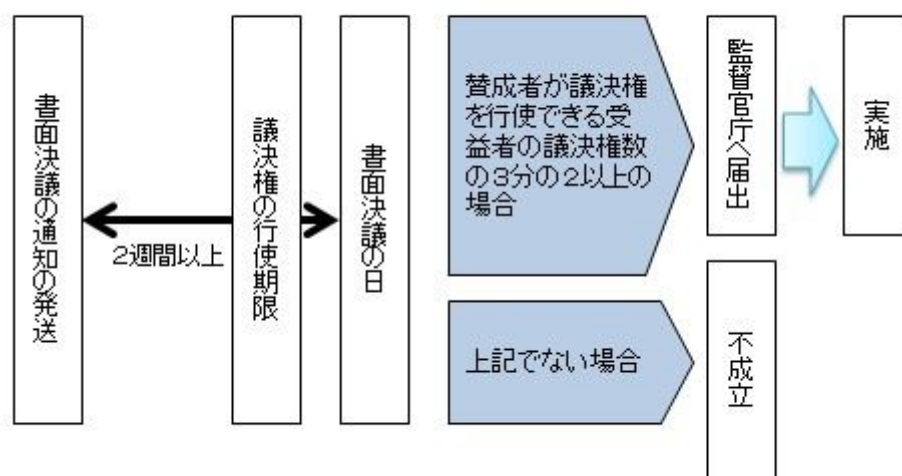 書面決議の通知の発送
2週間以上
議決権の行使期限
書面決議の日
賛成者が議決権
を行使できる受
益者の議決権数
の3分の2以上の
場合
監督官庁へ届出
実施
上記でない場合
不成立